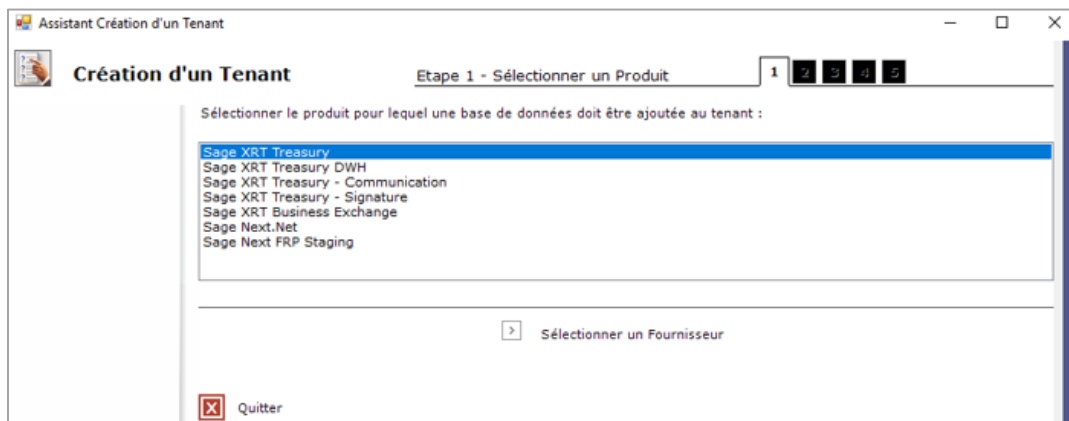 Assistant Création d'un Tenant
Création d'un Tenant
Etape 1 - Sélectionner un Produit
1 2 3 4 5
Sélectionner le produit pour lequel une base de données doit être ajoutée au tenant :
Sage XRT Treasury
Sage XRT Treasury DWH
Sage XRT Treasury - Communication
Sage XRT Treasury - Signature
Sage XRT Business Exchange
Sage Next.Net
Sage Next FRP Staging
> Sélectionner un Fournisseur
Quitter